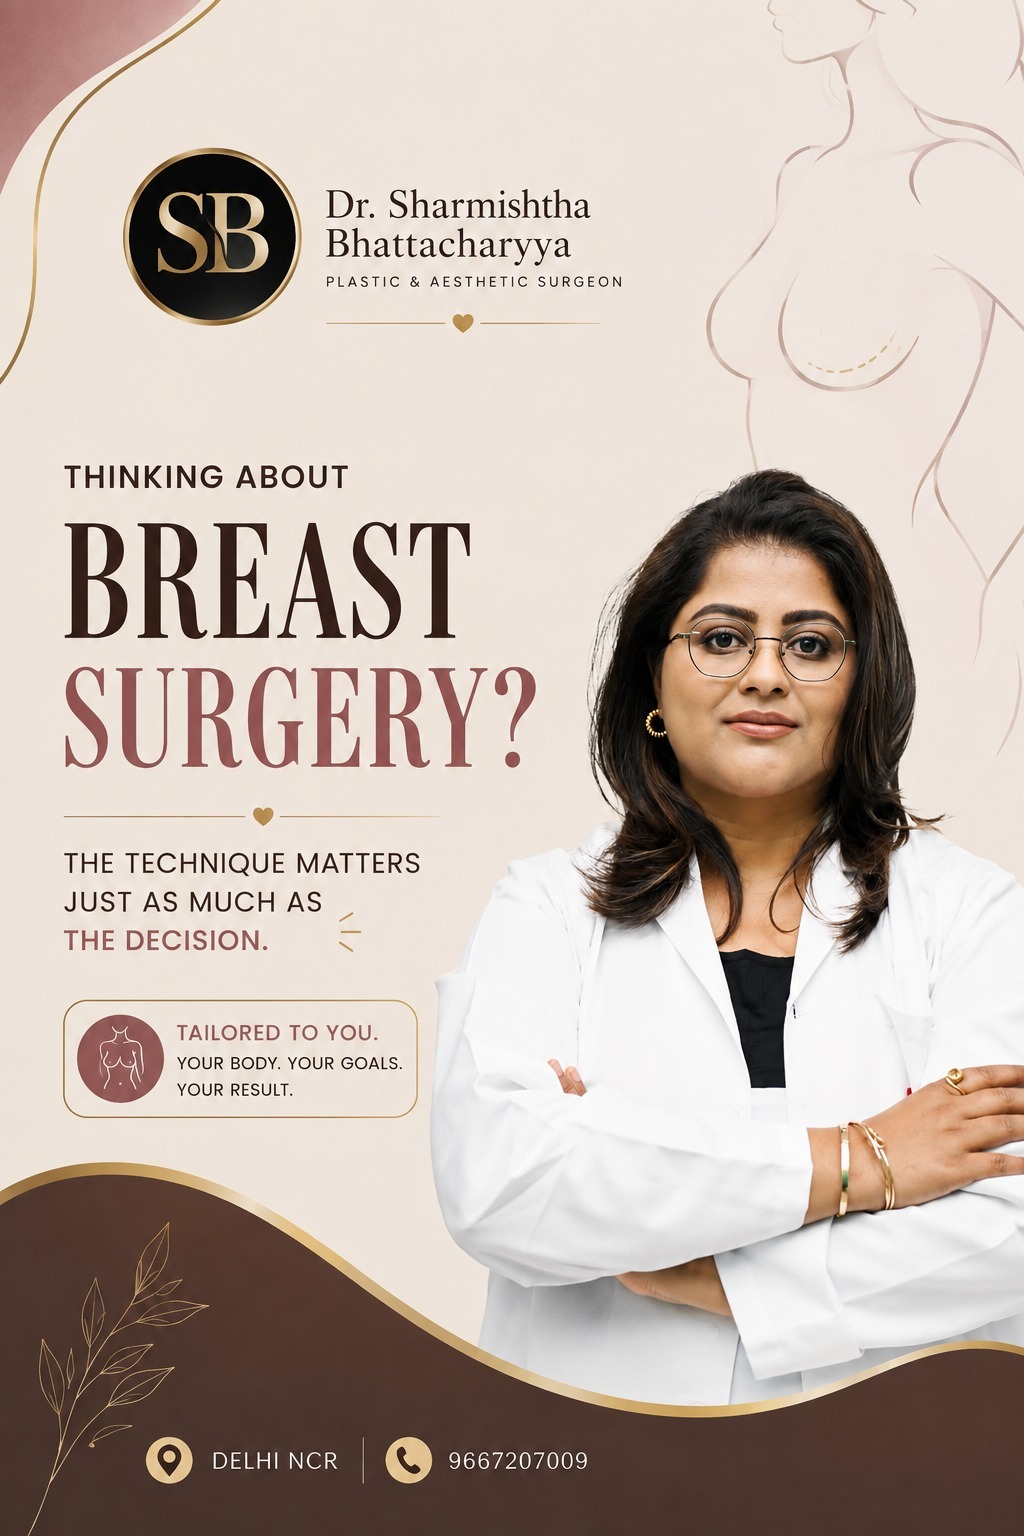 SB
Dr. Sharmishtha
Bhattacharyya
PLASTIC & AESTHETIC SURGEON
THINKING ABOUT
BREAST
SURGERY?
THE TECHNIQUE MATTERS
JUST AS MUCH AS
THE DECISION.
TAILORED TO YOU.
YOUR BODY. YOUR GOALS.
YOUR RESULT.
DELHI NCR
9667207009